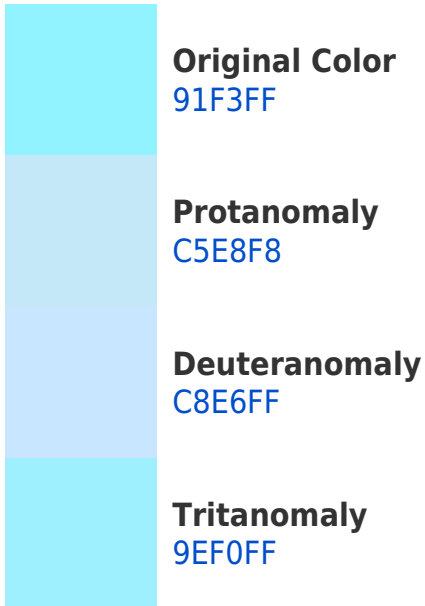 Original Color
91F3FF
Protanomaly
C5E8F8
Deuteranomaly
C8E6FF
Tritanomaly
9EF0FF